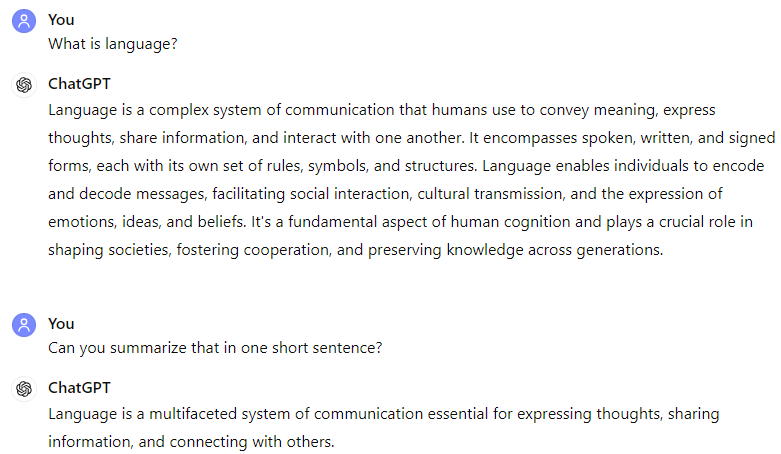 You
What is language?
ChatGPT
Language is a complex system of communication that humans use to convey meaning, express
thoughts, share information, and interact with one another. It encompasses spoken, written, and signed
forms, each with its own set of rules, symbols, and structures. Language enables individuals to encode
and decode messages, facilitating social interaction, cultural transmission, and the expression of
emotions, ideas, and beliefs. It's a fundamental aspect of human cognition and plays a crucial role in
shaping societies, fostering cooperation, and preserving knowledge across generations.
You
Can you summarize that in one short sentence?
ChatGPT
Language is a multifaceted system of communication essential for expressing thoughts, sharing
information, and connecting with others.